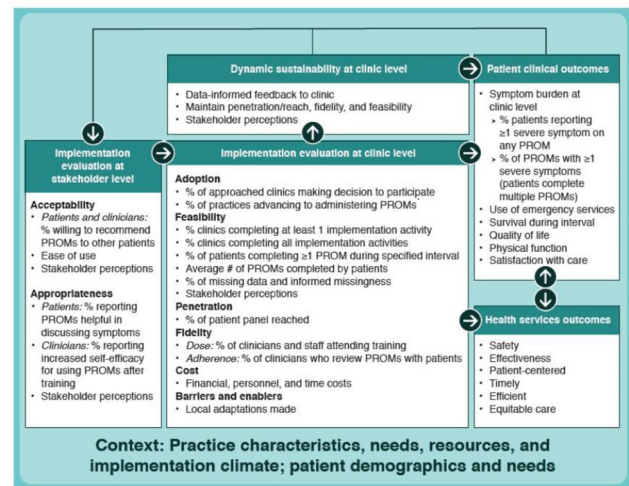 Dynamic sustainability at clinic level
• Data-informed feedback to clinic
• Maintain penetration/reach, fidelity, and feasibility
• Stakeholder perceptions
Patient clinical outcomes
• Symptom burden at
clinic level
➤ % patients reporting
≥1 severe symptom on
any PROM
➤ % of PROMs with ≥1
severe symptoms
(patients complete
multiple PROMs)
• Use of emergency services
• Survival during interval
• Quality of life
• Physical function
• Satisfaction with care
Implementation
evaluation at
stakeholder level
Acceptability
• Patients and clinicians:
% willing to recommend
PROMs to other patients
• Ease of use
• Stakeholder perceptions
Appropriateness
• Patients: % reporting
PROMs helpful in
discussing symptoms
• Clinicians: % reporting
increased self-efficacy
for using PROMs after
training
• Stakeholder perceptions
Implementation evaluation at clinic level
Adoption
• % of approached clinics making decision to participate
• % of practices advancing to administering PROMs
Feasibility
• % clinics completing at least 1 implementation activity
• % clinics completing all implementation activities
• % of patients completing ≥1 PROM during specified interval
• Average # of PROMs completed by patients
• % of missing data and informed missingness
• Stakeholder perceptions
Penetration
• % of patient panel reached
Fidelity
• Dose: % of clinicians and staff attending training
• Adherence: % of clinicians who review PROMs with patients
Cost
• Financial, personnel, and time costs
Barriers and enablers
• Local adaptations made
Health services outcomes
• Safety
• Effectiveness
• Patient-centered
• Timely
• Efficient
• Equitable care
Context: Practice characteristics, needs, resources, and
implementation climate; patient demographics and needs